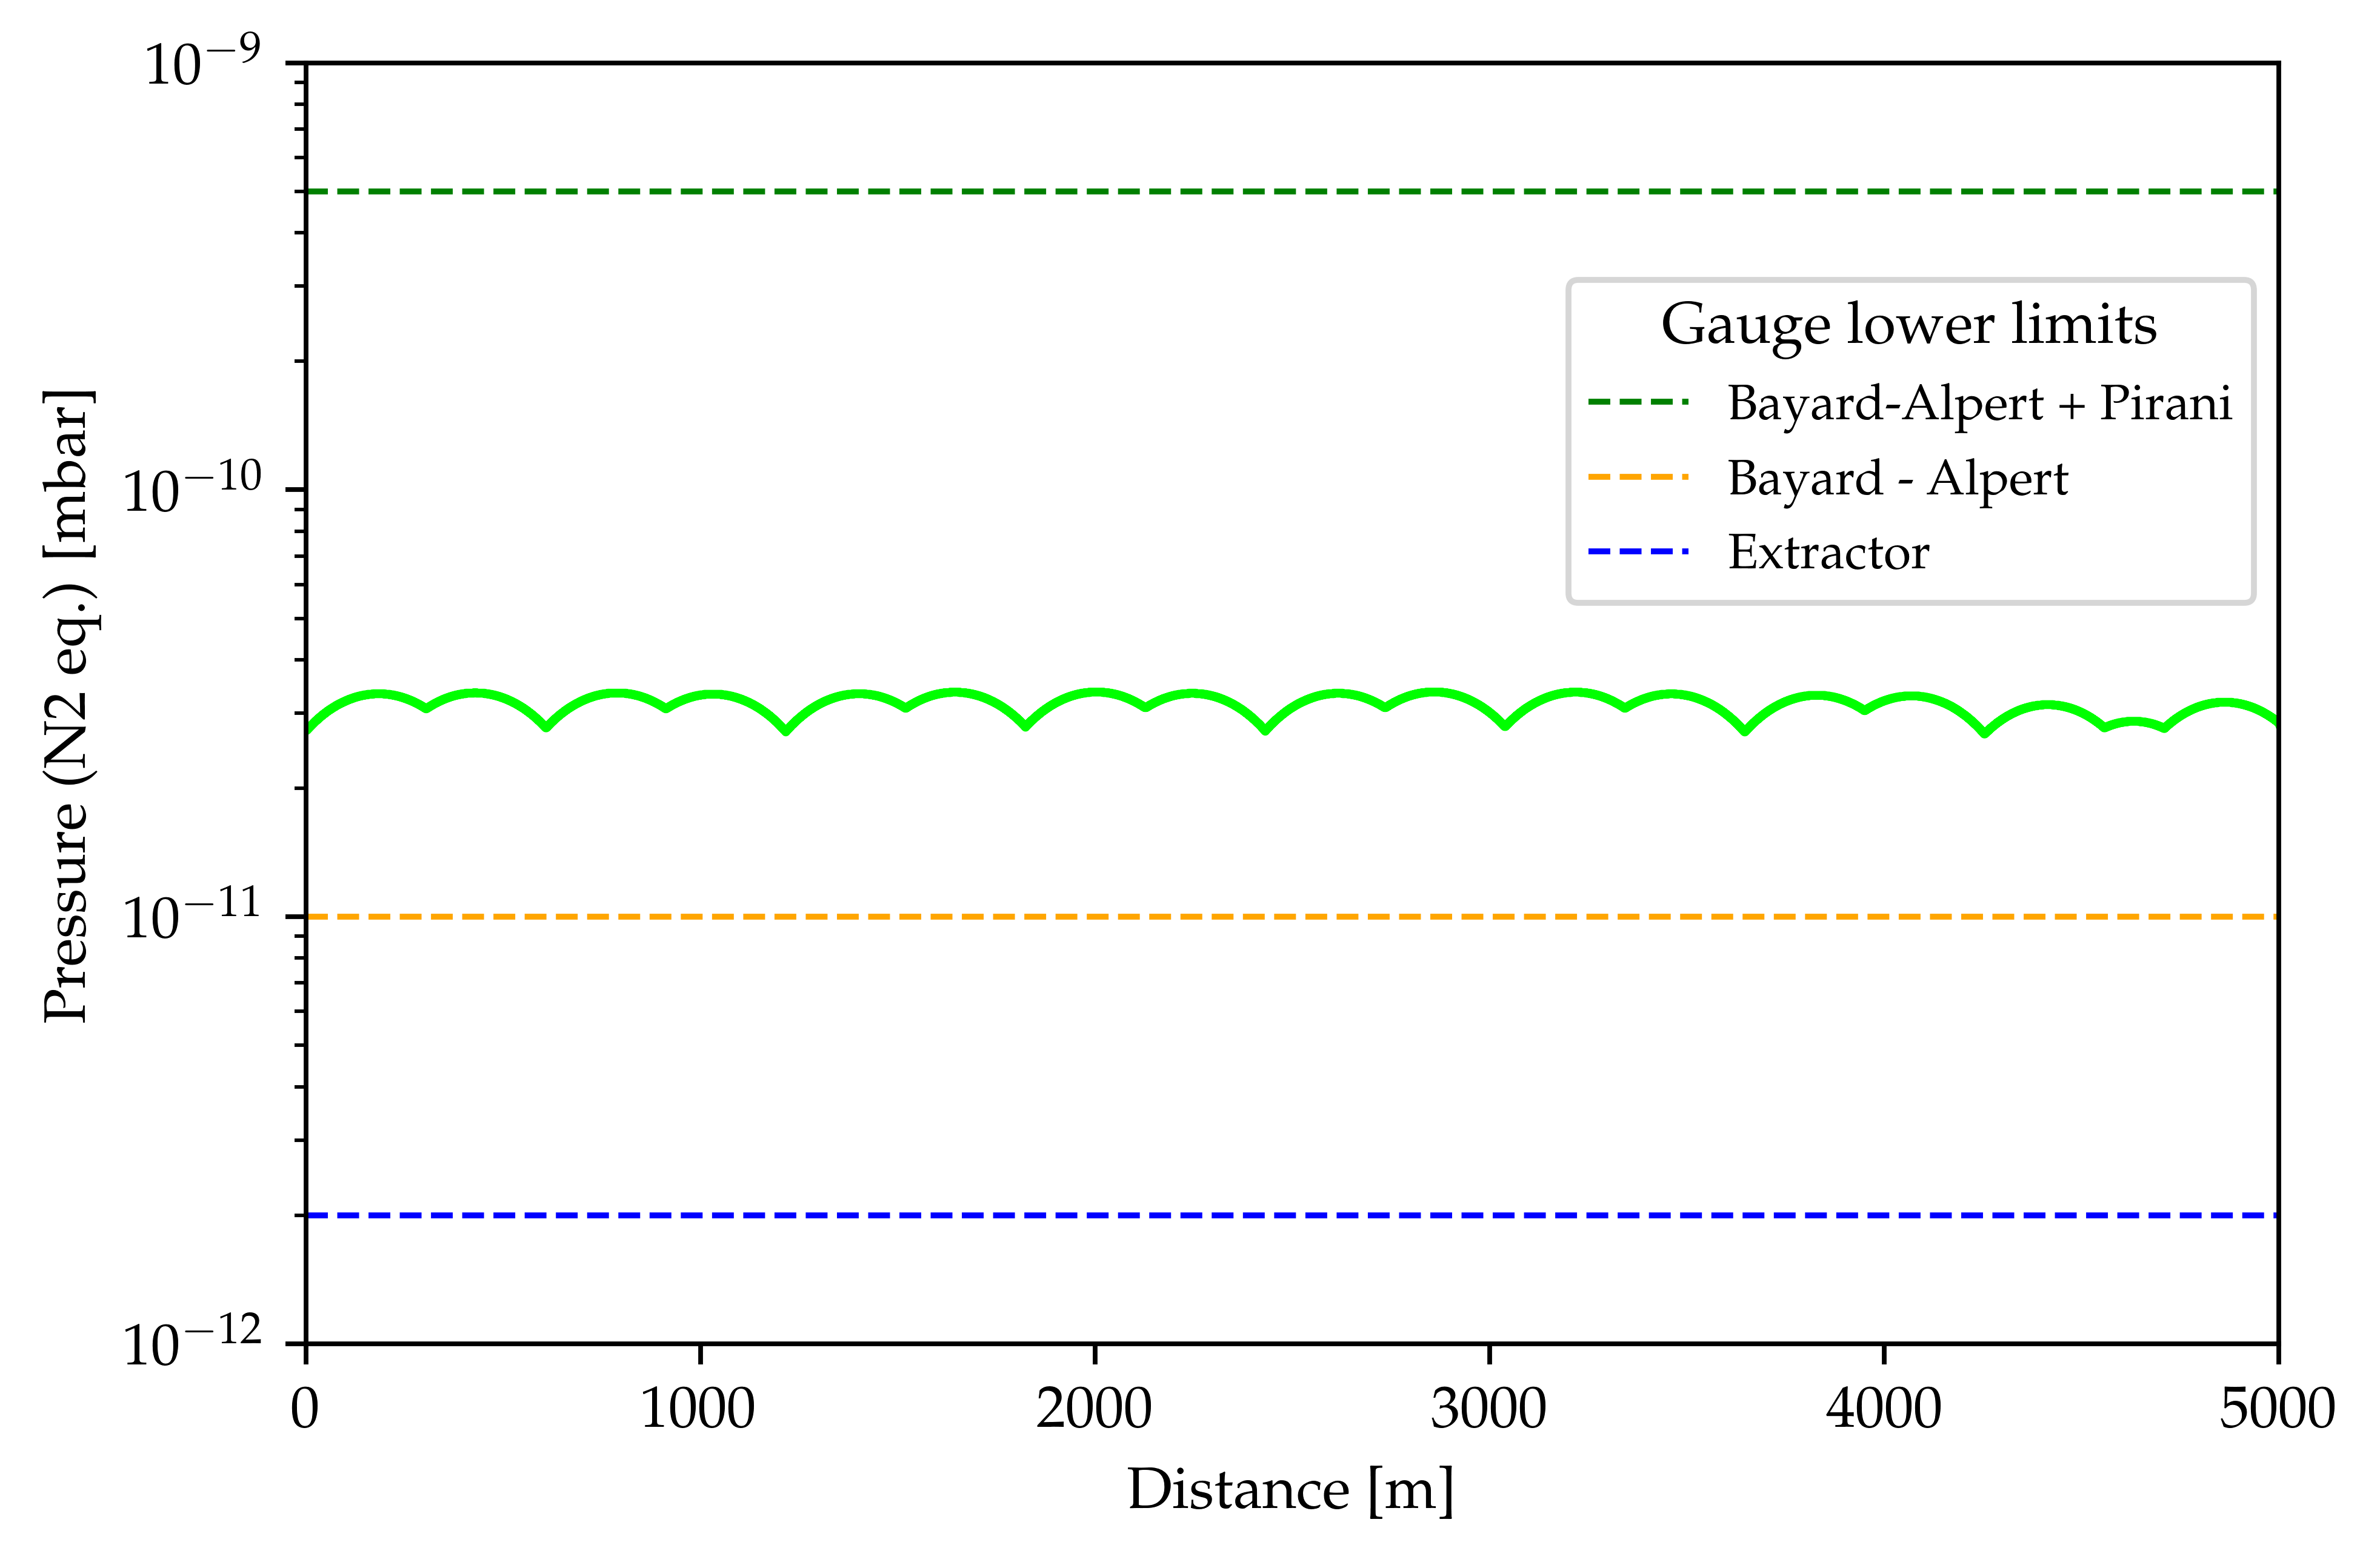 10⁻⁹
10⁻¹⁰
10⁻¹¹
10⁻¹²
Pressure (N2 eq.) [mbar]
Gauge lower limits
Bayard-Alpert + Pirani
Bayard - Alpert
Extractor
0 1000 2000 3000 4000 5000
Distance [m]